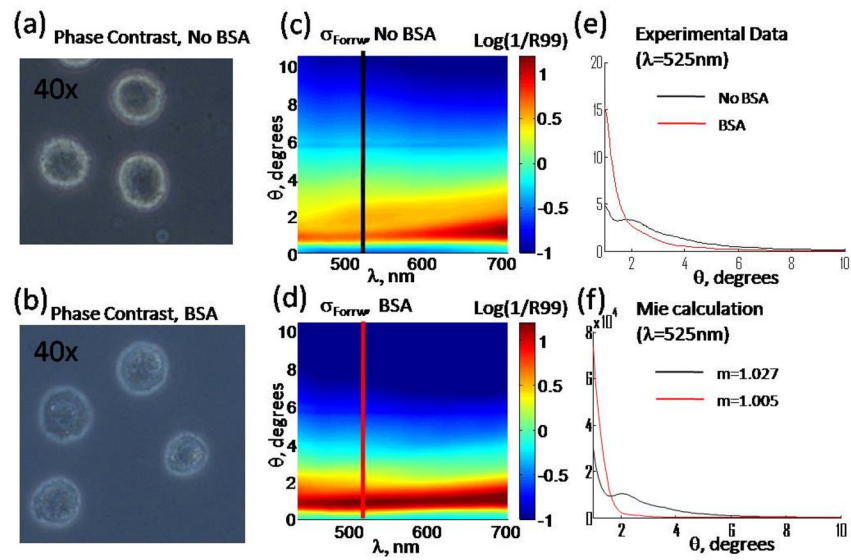 (a)
Phase Contrast, No BSA
40x
(b)
Phase Contrast, BSA
40x
(c)
σForrw, No BSA
Log(1/R99)
10
8
6
4
2
0
θ, degrees
500
600
700
λ, nm
1
0.5
0
-0.5
-1
(d)
σForrw, BSA
Log(1/R99)
10
8
6
4
2
0
θ, degrees
500
600
700
λ, nm
1
0.5
0
-0.5
-1
(e)
Experimental Data
(λ=525nm)
No BSA
BSA
20
15
10
5
0
2
4
6
8
10
θ, degrees
(f)
Mie calculation
(λ=525nm)
m=1.027
m=1.005
x10⁴
8
6
4
2
0
2
4
6
8
10
θ, degrees